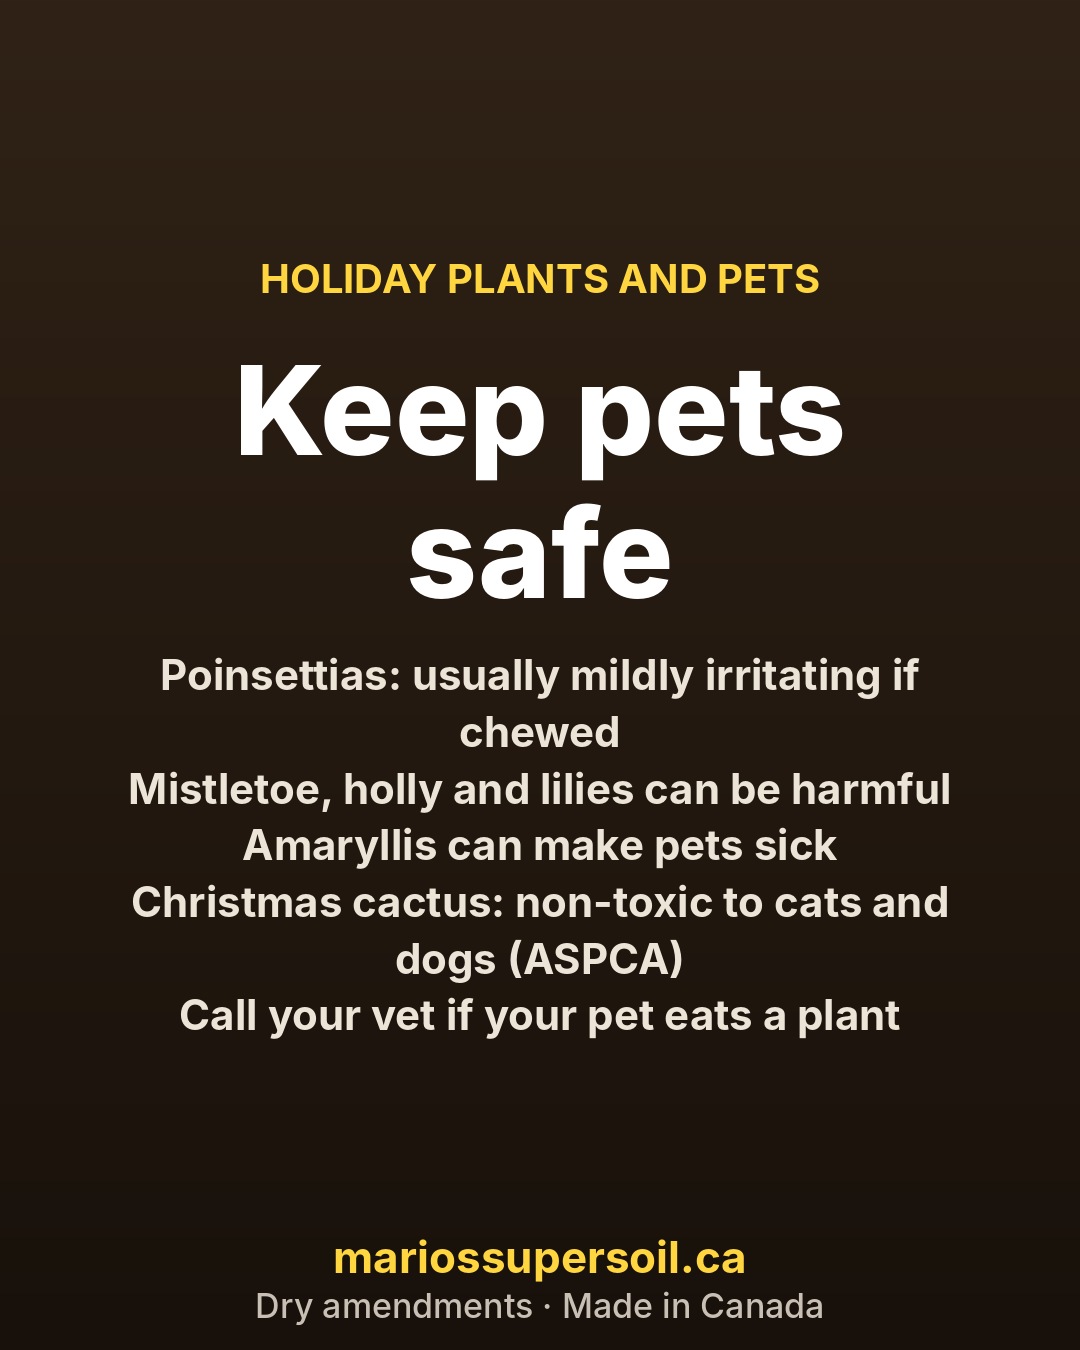 HOLIDAY PLANTS AND PETS
Keep pets
safe
Poinsettias: usually mildly irritating if
chewed
Mistletoe, holly and lilies can be harmful
Amaryllis can make pets sick
Christmas cactus: non-toxic to cats and
dogs (ASPCA)
Call your vet if your pet eats a plant
mariossupersoil.ca
Dry amendments · Made in Canada